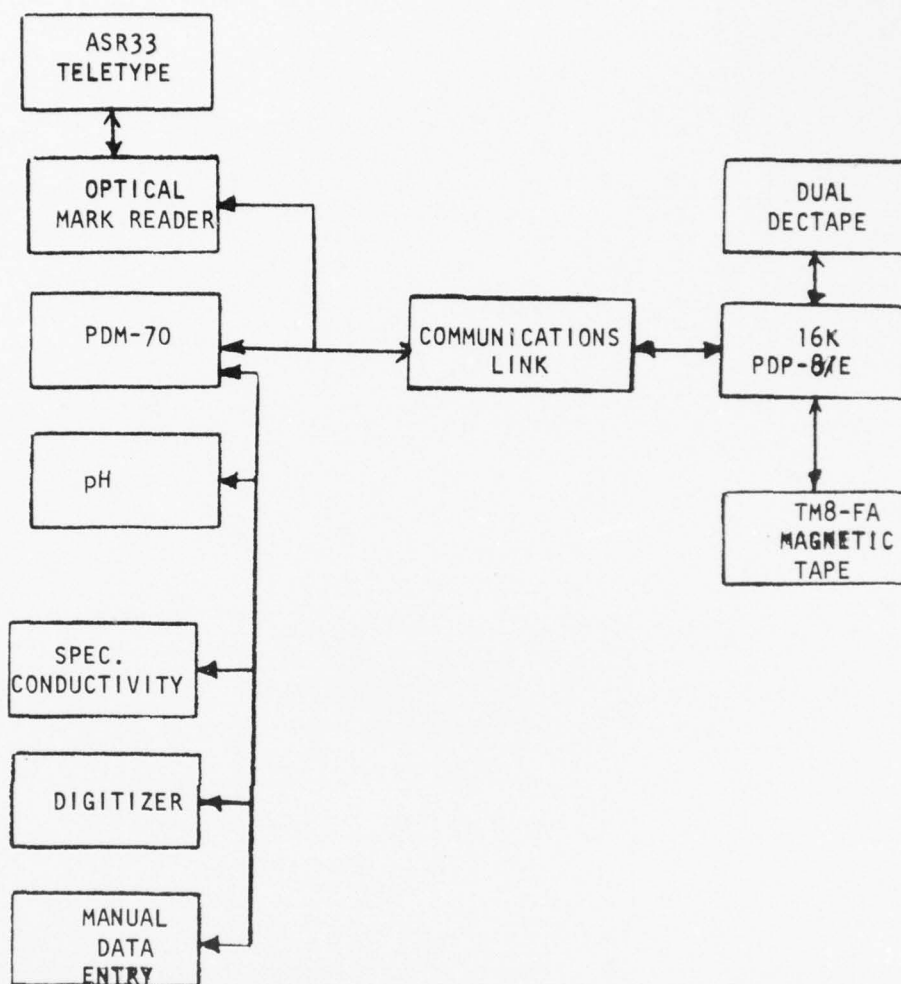 ASR33
TELETYPE
OPTICAL
MARK READER
PDM-70
pH
SPEC.
CONDUCTIVITY
DIGITIZER
MANUAL
DATA
ENTRY
COMMUNICATIONS
LINK
DUAL
DECTAPE
16K
PDP-8/E
TM8-FA
MAGNETIC
TAPE